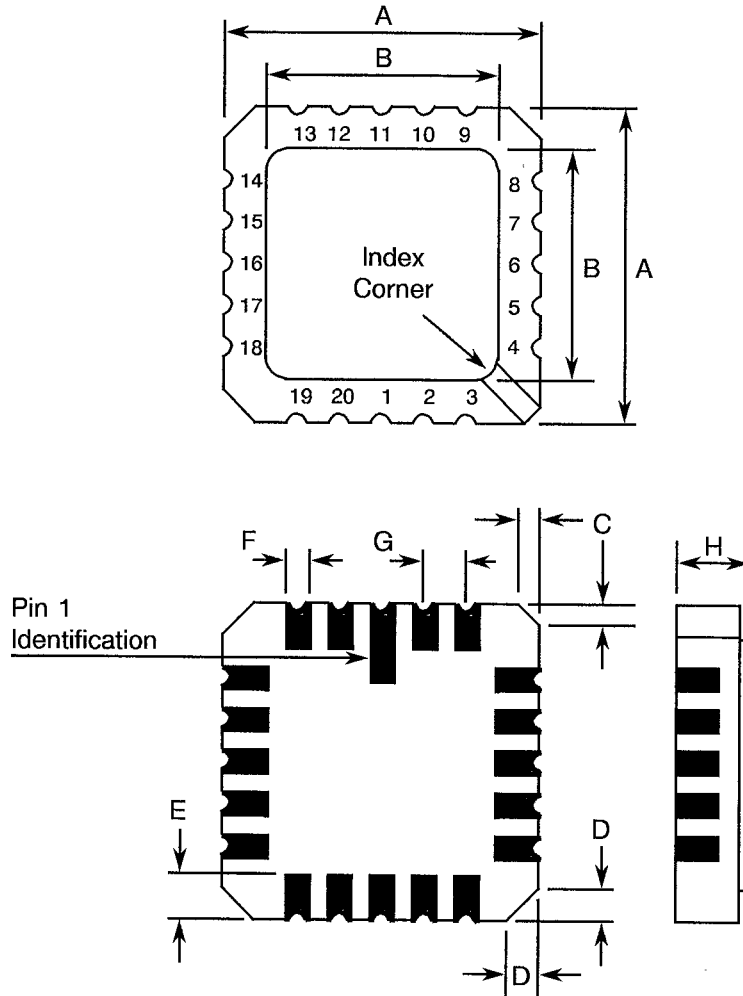 A
B
13 12 11 10 9
14 8
15 7
16 Index 6 B A
17 Corner 5
18 4
19 20 1 2 3
C
F G H
Pin 1
Identification
E D
D